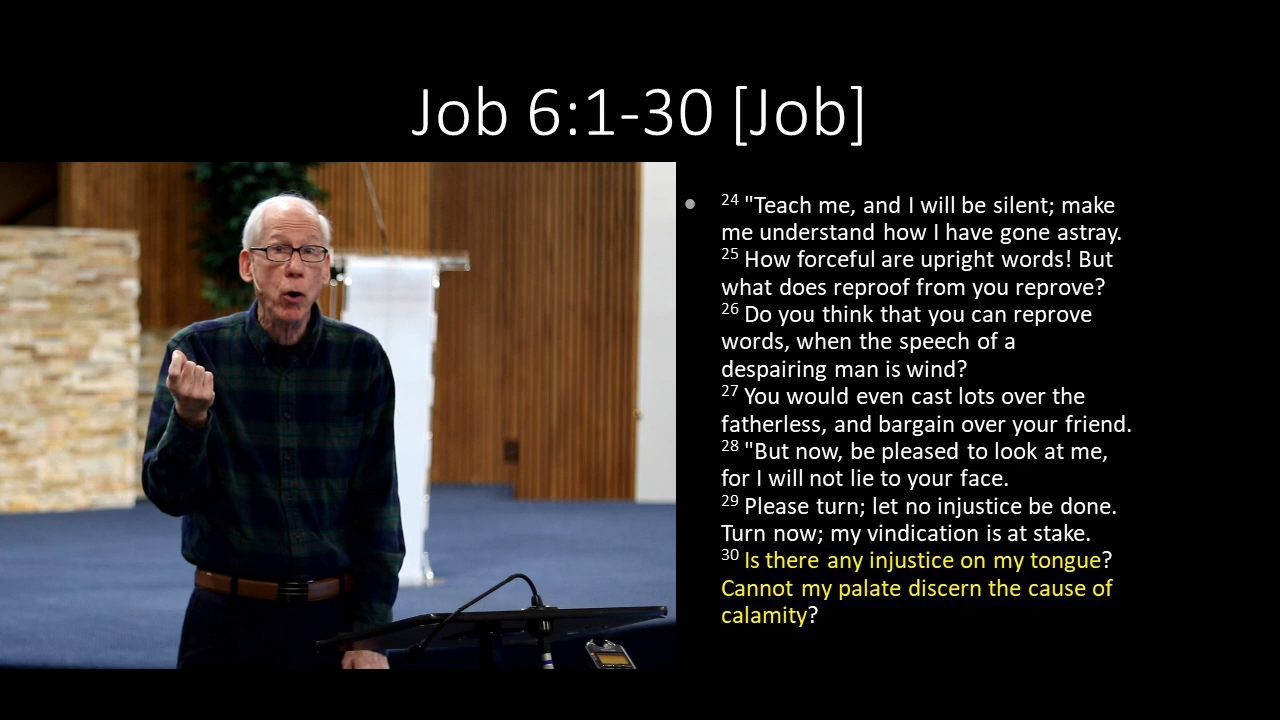 Job 6:1-30 [Job]
• 24 "Teach me, and I will be silent; make
me understand how I have gone astray.
25 How forceful are upright words! But
what does reproof from you reprove?
26 Do you think that you can reprove
words, when the speech of a
despairing man is wind?
27 You would even cast lots over the
fatherless, and bargain over your friend.
28 "But now, be pleased to look at me,
for I will not lie to your face.
29 Please turn; let no injustice be done.
Turn now; my vindication is at stake.
30 Is there any injustice on my tongue?
Cannot my palate discern the cause of
calamity?